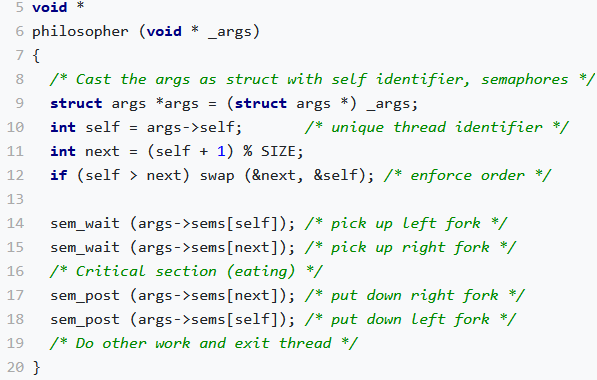 5 void *
6 philosopher (void * _args)
7 {
8   /* Cast the args as struct with self identifier, semaphores */
9   struct args *args = (struct args *) _args;
10   int self = args->self;       /* unique thread identifier */
11   int next = (self + 1) % SIZE;
12   if (self > next) swap (&next, &self); /* enforce order */
13
14   sem_wait (args->sems[self]); /* pick up left fork */
15   sem_wait (args->sems[next]); /* pick up right fork */
16   /* Critical section (eating) */
17   sem_post (args->sems[next]); /* put down right fork */
18   sem_post (args->sems[self]); /* put down left fork */
19   /* Do other work and exit thread */
20 }